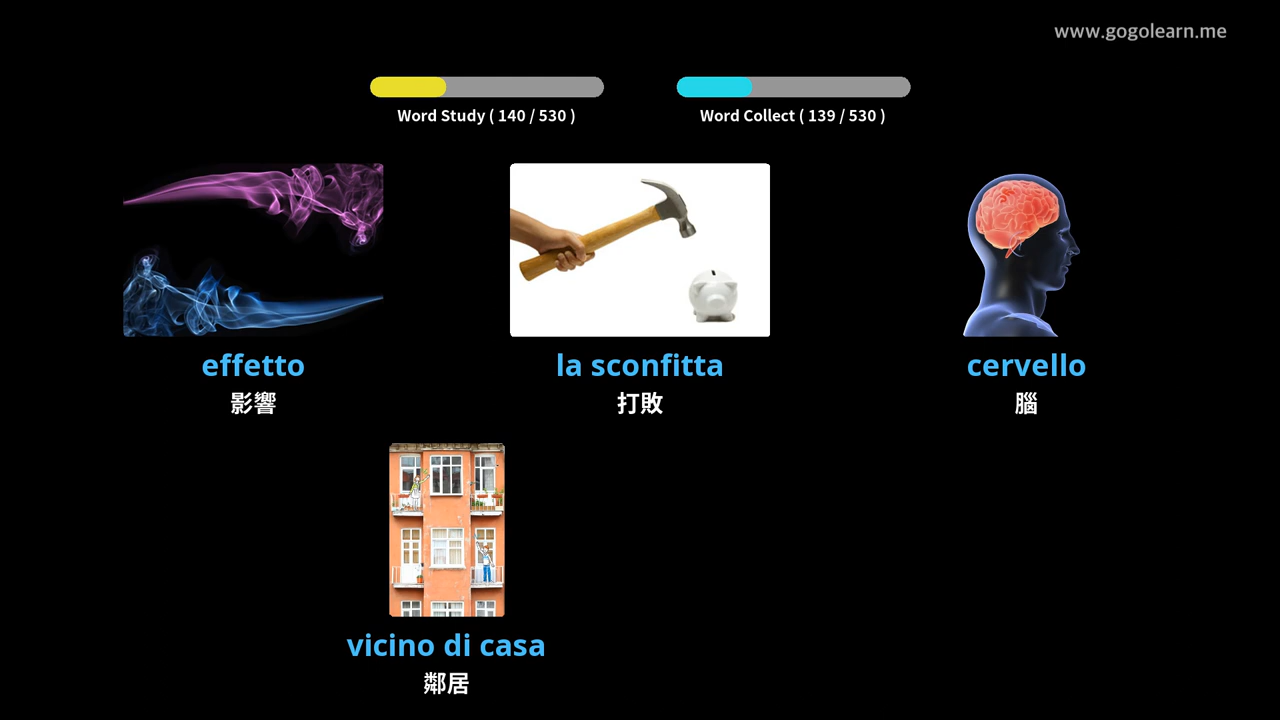 www.gogolearn.me
Word Study ( 140 / 530 )
Word Collect ( 139 / 530 )
effetto
影響
la sconfitta
打敗
cervello
腦
vicino di casa
鄰居